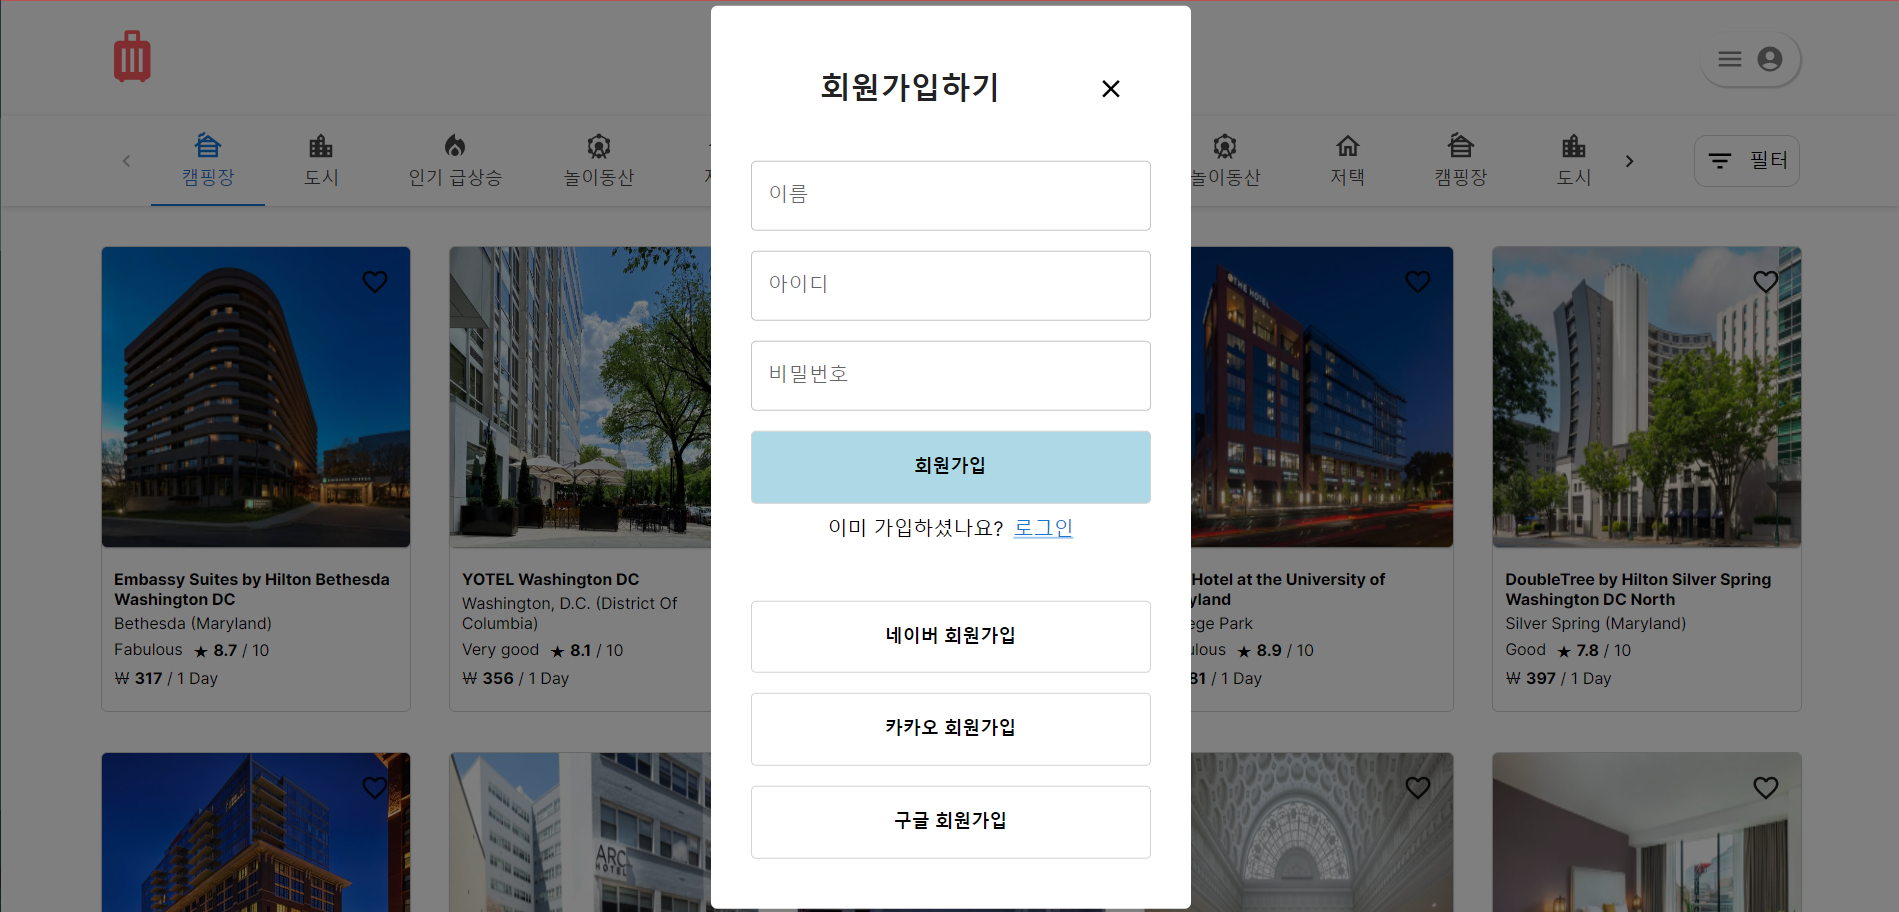 회원가입하기
이름
아이디
비밀번호
회원가입
이미 가입하셨나요? 로그인
네이버 회원가입
카카오 회원가입
구글 회원가입
캠핑장
도시
인기 급상승
놀이동산
놀이동산
저택
캠핑장
도시
필터
THE HOTEL
Embassy Suites by Hilton Bethesda
Washington DC
Bethesda (Maryland)
Fabulous ★ 8.7 / 10
₩ 317 / 1 Day
YOTEL Washington DC
Washington, D.C. (District Of
Columbia)
Very good ★ 8.1 / 10
₩ 356 / 1 Day
Hotel at the University of
yland
ege Park
ulous ★ 8.9 / 10
81 / 1 Day
DoubleTree by Hilton Silver Spring
Washington DC North
Silver Spring (Maryland)
Good ★ 7.8 / 10
₩ 397 / 1 Day
ARC
HOTEL